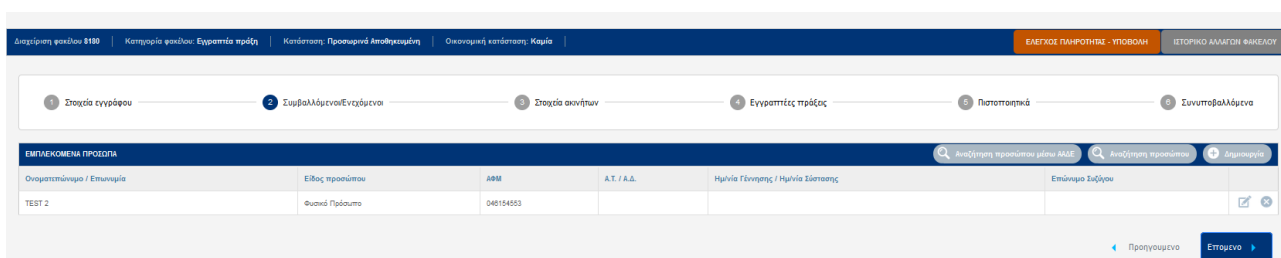 Διαχείριση φακέλου 8180 | Κατηγορία φακέλου: Εγγραπτέα πράξη | Κατάσταση: Προσωρινά Αποθηκευμένη | Οικονομική κατάσταση: Καμία | ΕΛΕΓΧΟΣ ΠΛΗΡΟΤΗΤΑΣ - ΥΠΟΒΟΛΗ ΙΣΤΟΡΙΚΟ ΑΛΛΑΓΩΝ ΦΑΚΕΛΟΥ
1 Στοιχεία εγγράφου 2 Συμβαλλόμενοι/Ενεχόμενοι 3 Στοιχεία ακινήτων 4 Εγγραπτέες πράξεις 5 Πιστοποιητικά 6 Συνυποβαλλόμενα
ΕΜΠΛΕΚΟΜΕΝΑ ΠΡΟΣΩΠΑ Αναζήτηση προσώπου μέσω ΑΑΔΕ Αναζήτηση προσώπου Δημιουργία
Ονοματεπώνυμο / Επωνυμία Είδος προσώπου ΑΦΜ Α.Τ. / Α.Δ. Ημ/νία Γέννησης / Ημ/νία Σύστασης Επώνυμο Συζύγου
TEST 2 Φυσικό Πρόσωπο 046154553
Προηγουμενο Επομενο